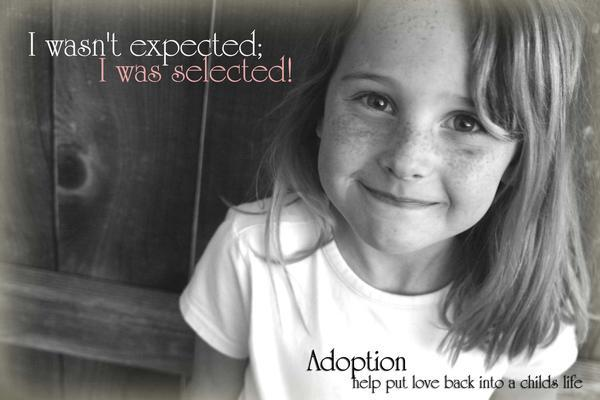 I wasn't expected;
I was selected!
Adoption
help put love back into a childs life